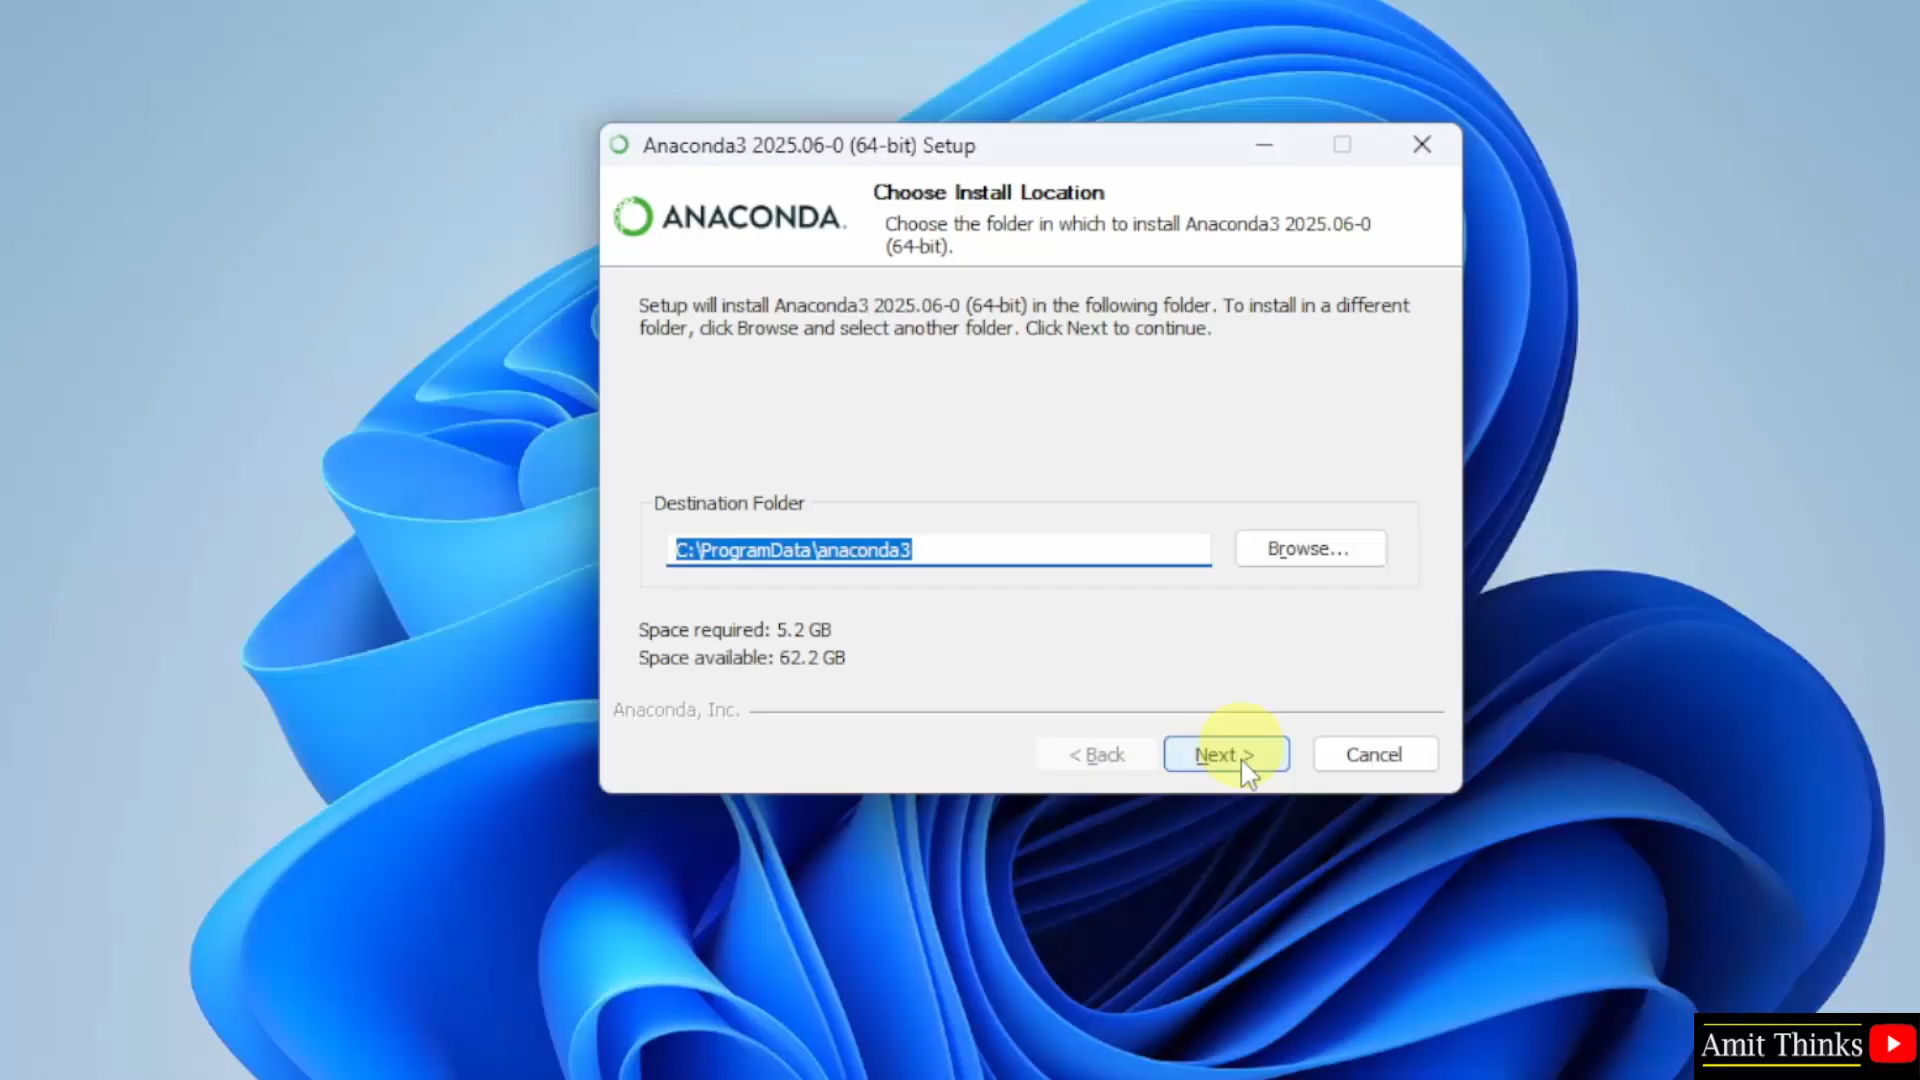 Anaconda3 2025.06-0 (64-bit) Setup
ANACONDA.
Choose Install Location
Choose the folder in which to install Anaconda3 2025.06-0
(64-bit).
Setup will install Anaconda3 2025.06-0 (64-bit) in the following folder. To install in a different
folder, click Browse and select another folder. Click Next to continue.
Destination Folder
C:\ProgramData\anaconda3
Browse...
Space required: 5.2 GB
Space available: 62.2 GB
Anaconda, Inc.
< Back
Next >
Cancel
Amit Thinks